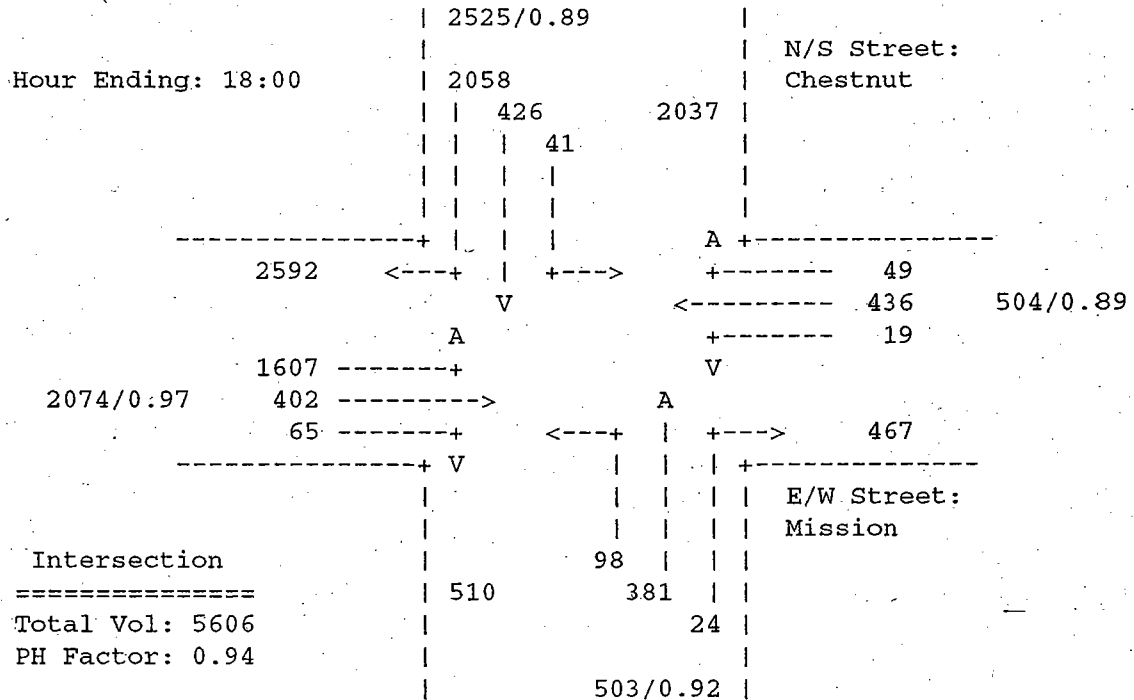 2525/0.89
N/S Street:
Hour Ending: 18:00 2058 Chestnut
426 2037
41
2592 <---+ | +---> +------- 49
V <--------- 436 504/0.89
A +------- 19
1607 -------+ V
2074/0.97 402 ---------> A
65 -------+ <---+ | +---> 467
V
E/W Street:
Mission
Intersection 98
=============== 510 381
Total Vol: 5606 24
PH Factor: 0.94
503/0.92